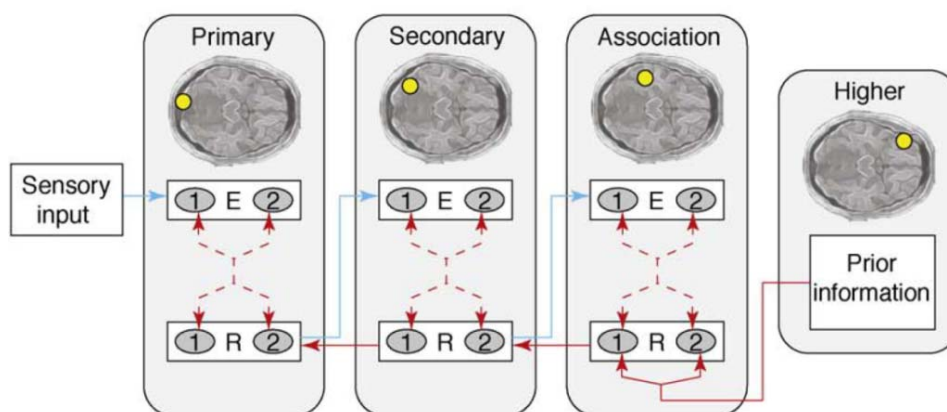 Primary
Secondary
Association
Higher
Sensory
input
1 E 2
1 E 2
1 E 2
Prior
information
1 R 2
1 R 2
1 R 2